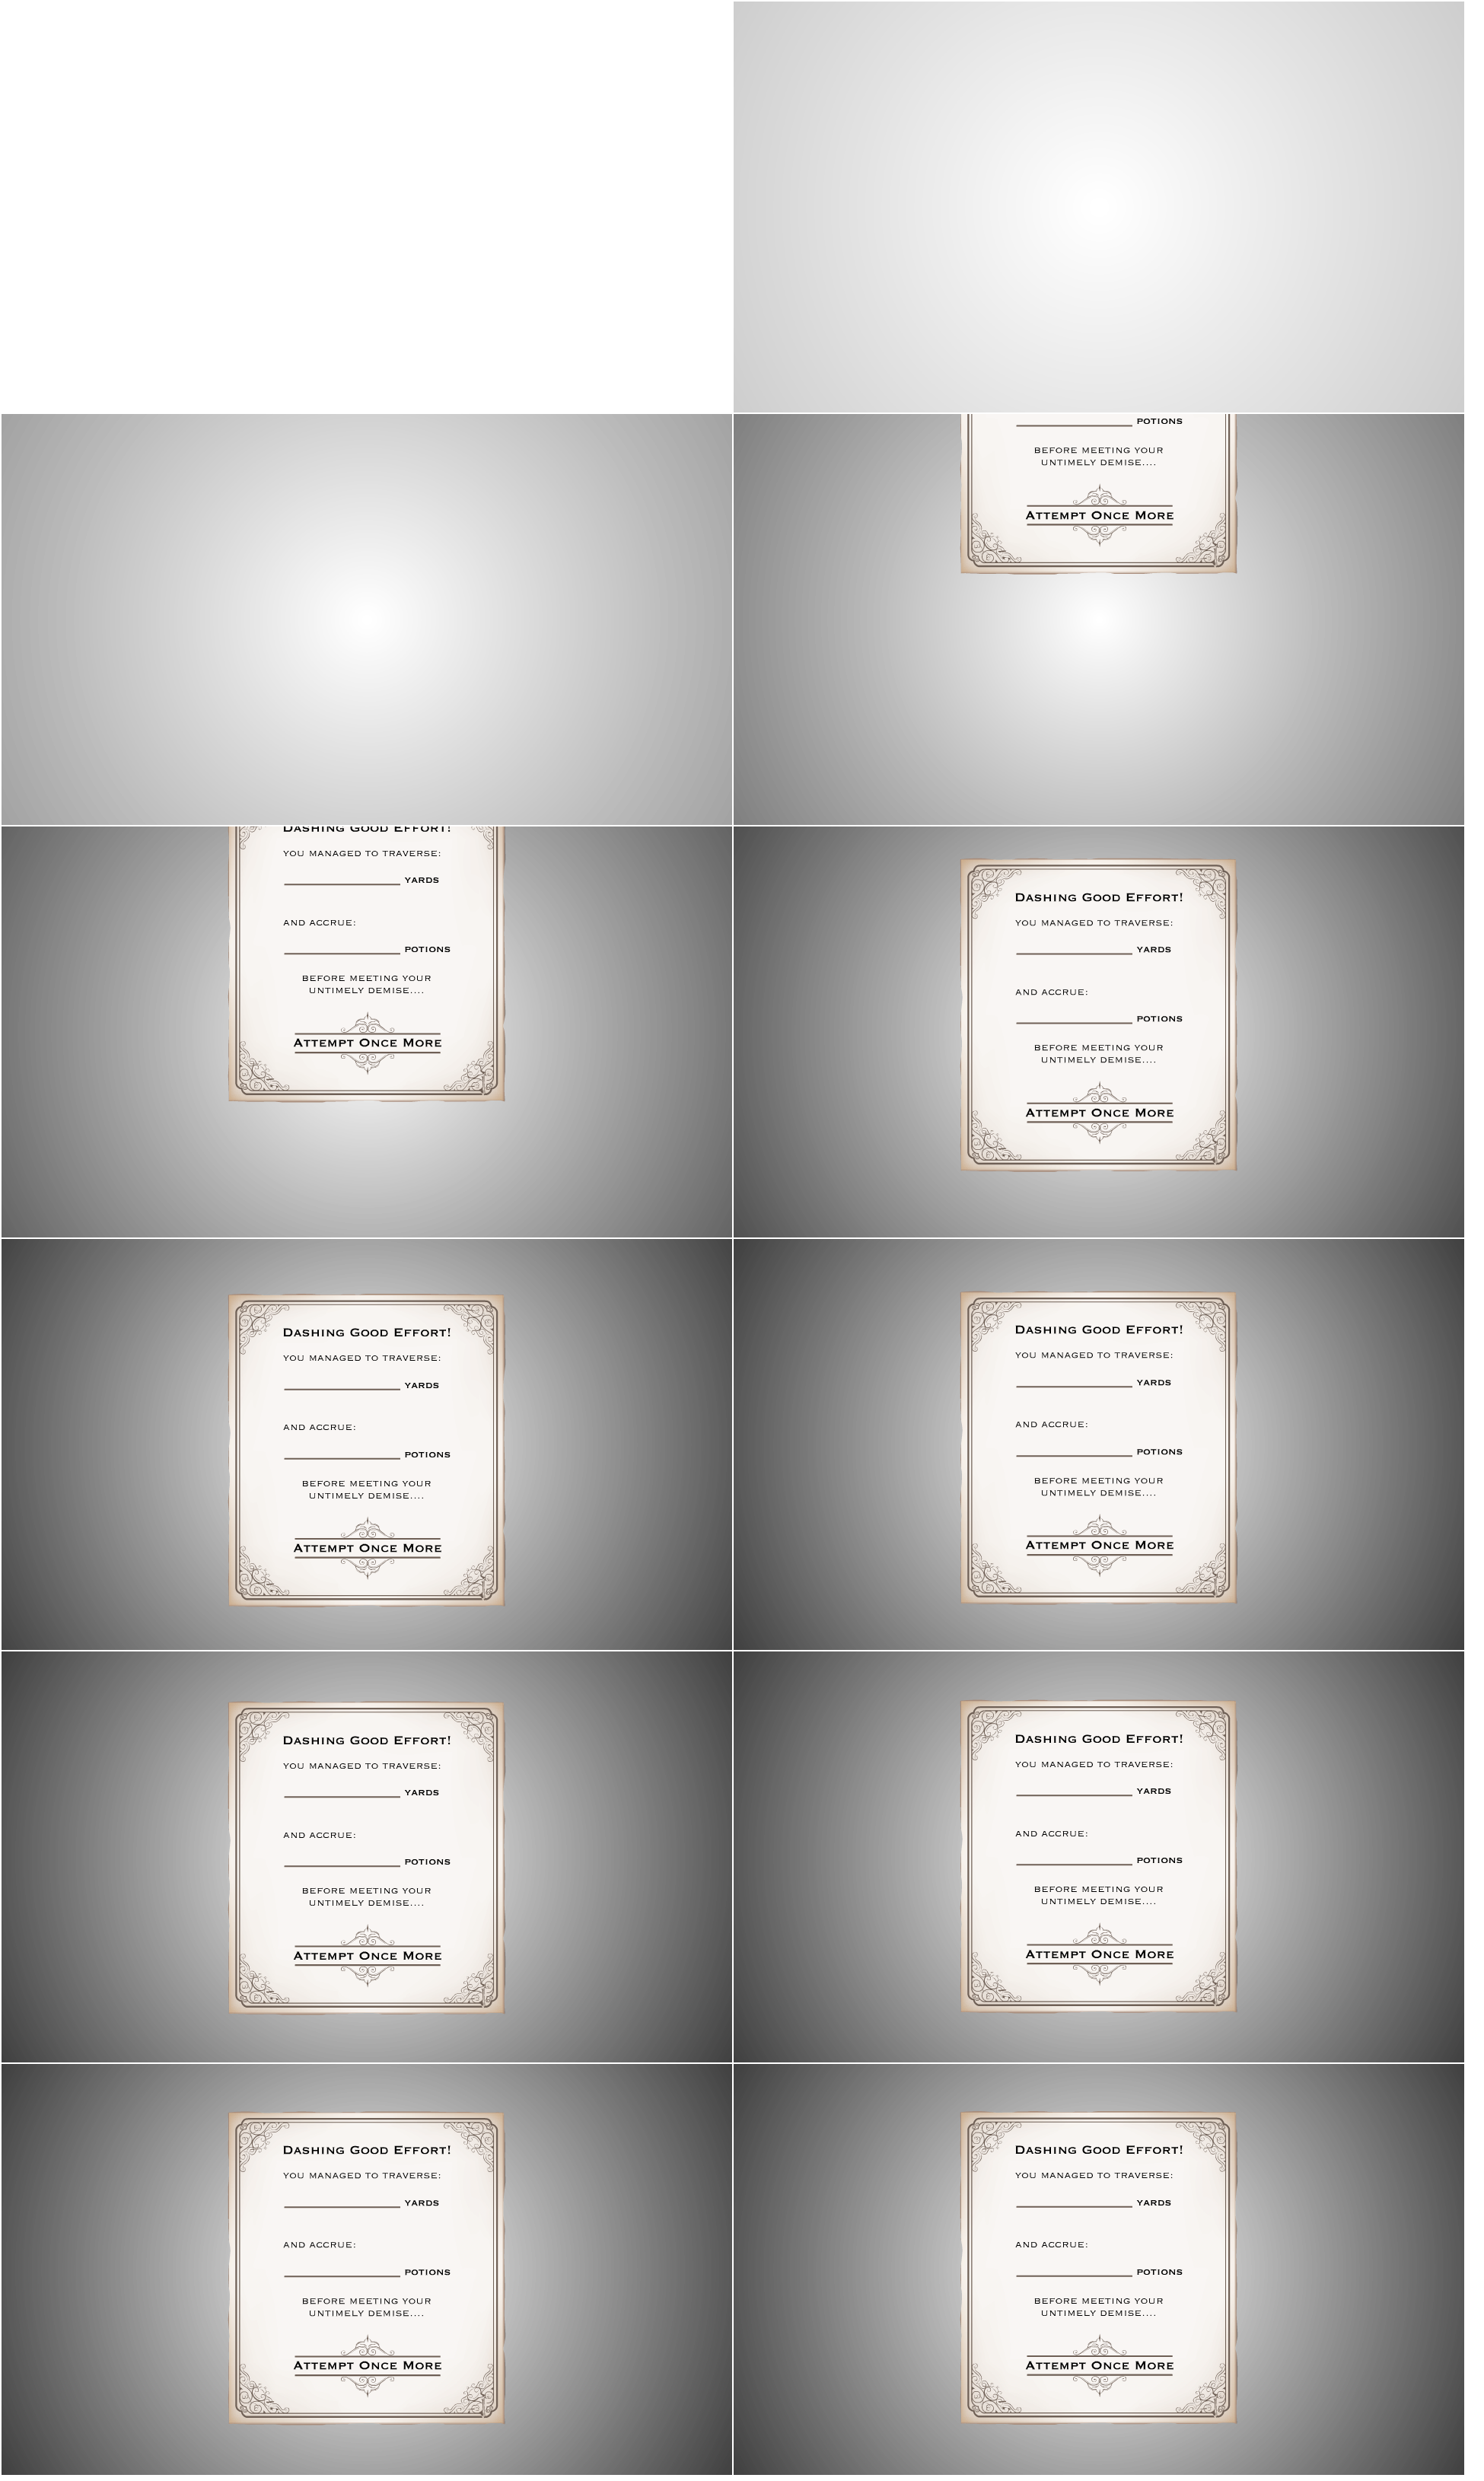 POTIONS
BEFORE MEETING YOUR
UNTIMELY DEMISE....
ATTEMPT ONCE MORE
DASHING GOOD EFFORT!
YOU MANAGED TO TRAVERSE:
YARDS
AND ACCRUE:
POTIONS
BEFORE MEETING YOUR
UNTIMELY DEMISE....
ATTEMPT ONCE MORE
DASHING GOOD EFFORT!
YOU MANAGED TO TRAVERSE:
YARDS
AND ACCRUE:
POTIONS
BEFORE MEETING YOUR
UNTIMELY DEMISE....
ATTEMPT ONCE MORE
DASHING GOOD EFFORT!
YOU MANAGED TO TRAVERSE:
YARDS
AND ACCRUE:
POTIONS
BEFORE MEETING YOUR
UNTIMELY DEMISE....
ATTEMPT ONCE MORE
DASHING GOOD EFFORT!
YOU MANAGED TO TRAVERSE:
YARDS
AND ACCRUE:
POTIONS
BEFORE MEETING YOUR
UNTIMELY DEMISE....
ATTEMPT ONCE MORE
DASHING GOOD EFFORT!
YOU MANAGED TO TRAVERSE:
YARDS
AND ACCRUE:
POTIONS
BEFORE MEETING YOUR
UNTIMELY DEMISE....
ATTEMPT ONCE MORE
DASHING GOOD EFFORT!
YOU MANAGED TO TRAVERSE:
YARDS
AND ACCRUE:
POTIONS
BEFORE MEETING YOUR
UNTIMELY DEMISE....
ATTEMPT ONCE MORE
DASHING GOOD EFFORT!
YOU MANAGED TO TRAVERSE:
YARDS
AND ACCRUE:
POTIONS
BEFORE MEETING YOUR
UNTIMELY DEMISE....
ATTEMPT ONCE MORE
DASHING GOOD EFFORT!
YOU MANAGED TO TRAVERSE:
YARDS
AND ACCRUE:
POTIONS
BEFORE MEETING YOUR
UNTIMELY DEMISE....
ATTEMPT ONCE MORE